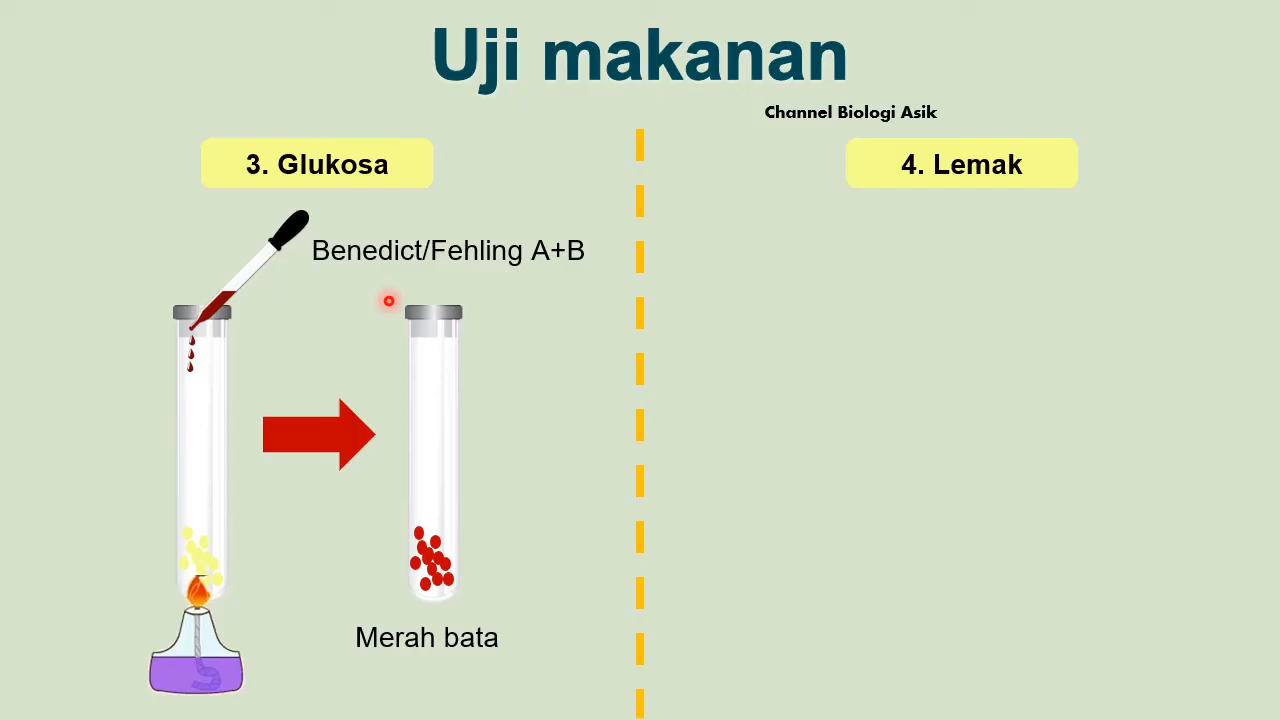 Uji makanan
Channel Biologi Asik
3. Glukosa
Benedict/Fehling A+B
Merah bata
4. Lemak